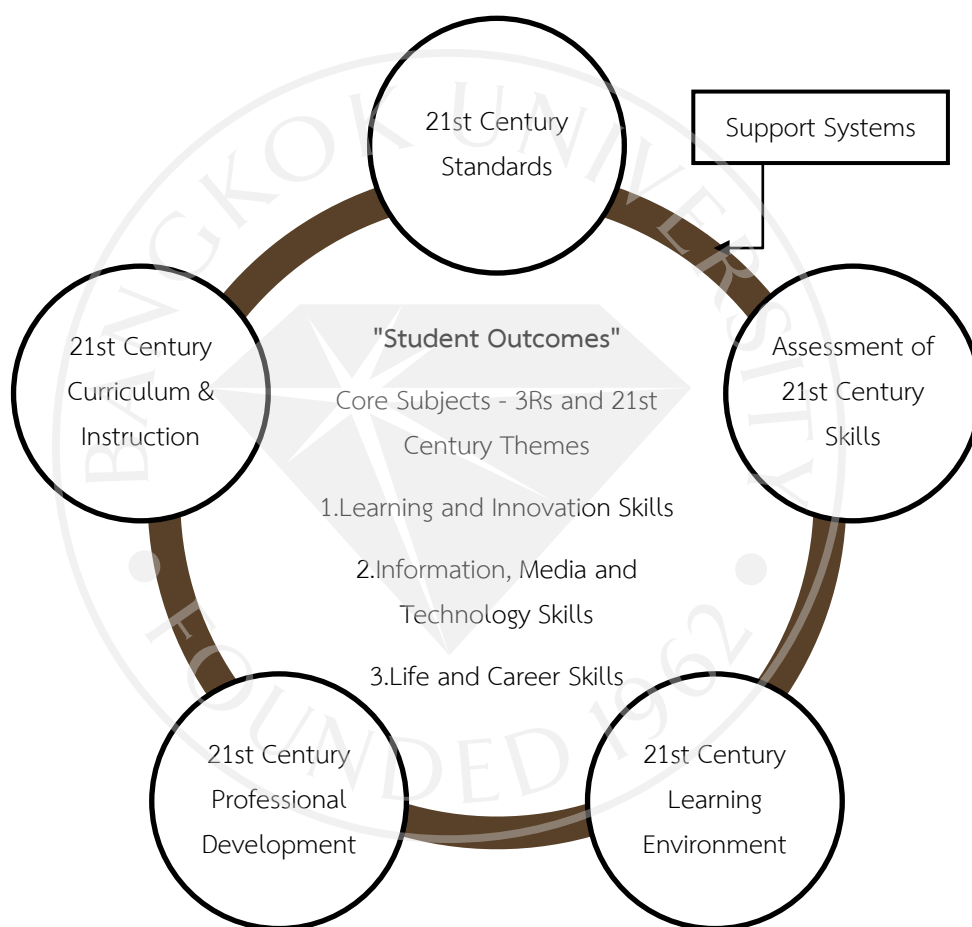 21st Century
Standards
Support Systems
21st Century
Curriculum &
Instruction
"Student Outcomes"
Core Subjects - 3Rs and 21st
Century Themes
1.Learning and Innovation Skills
2.Information, Media and
Technology Skills
3.Life and Career Skills
Assessment of
21st Century
Skills
21st Century
Professional
Development
21st Century
Learning
Environment
BANGKOK UNIVERSITY
FOUNDED 1962